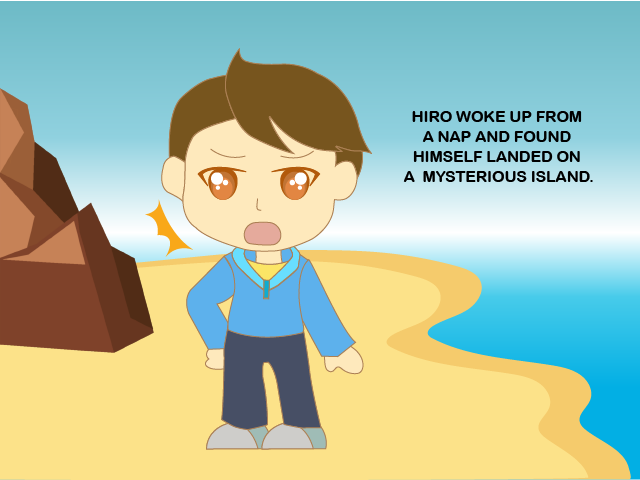 HIRO WOKE UP FROM
A NAP AND FOUND
HIMSELF LANDED ON
A  MYSTERIOUS ISLAND.